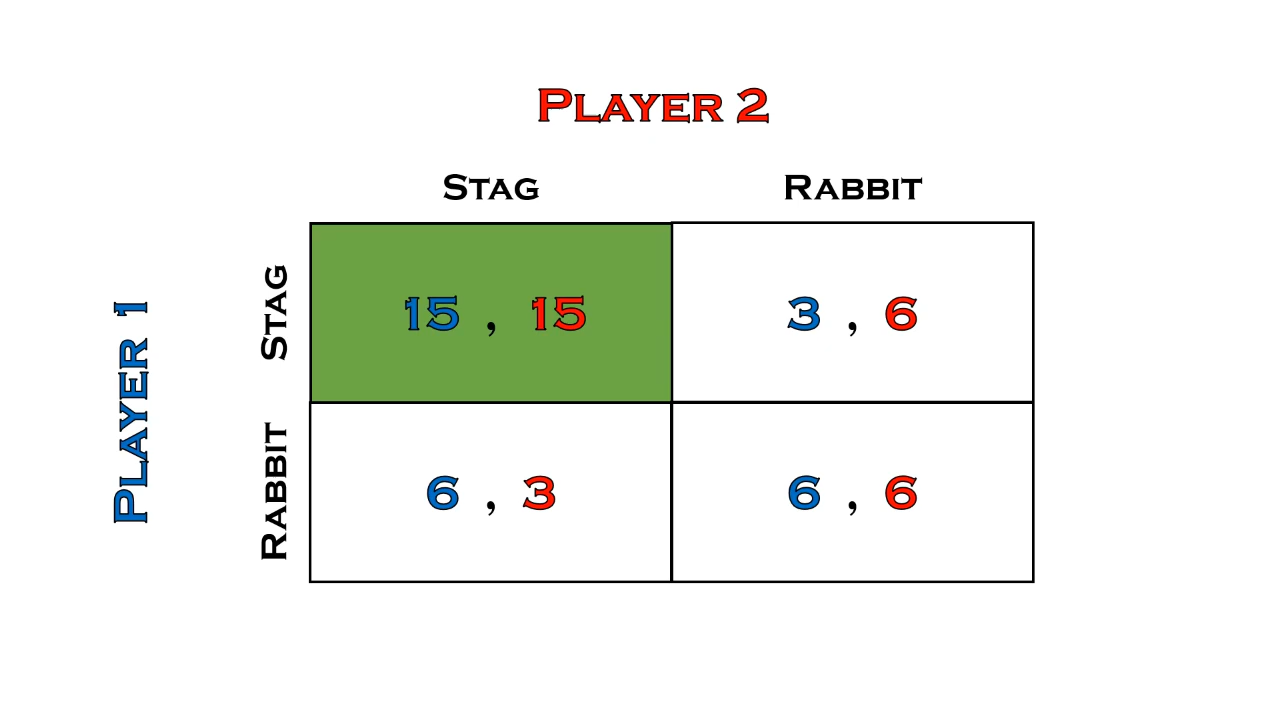 Player 2
Stag Rabbit
Player 1
Stag
15 , 15
3 , 6
Rabbit
6 , 3
6 , 6